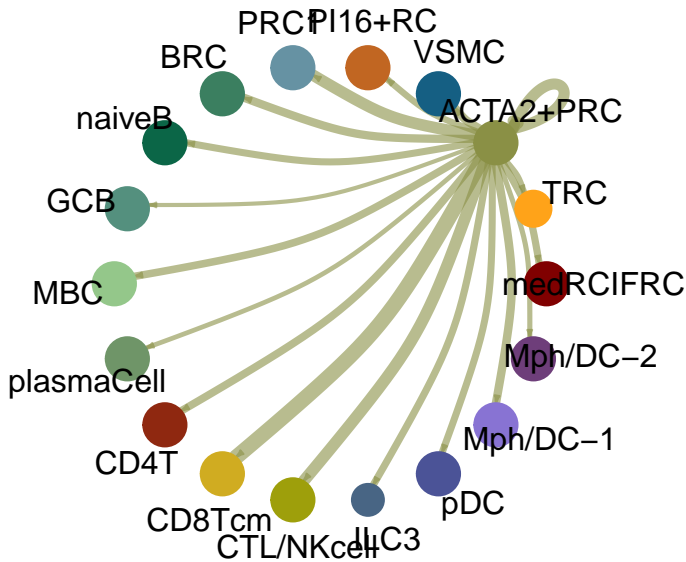 PRC1
PI16+RC
VSMC
BRC
ACTA2+PRC
naiveB
TRC
GCB
medRCIFRC
MBC
Mph/DC−2
plasmaCell
Mph/DC−1
CD4T
pDC
CD8Tcm
ILC3
CTL/NKcell